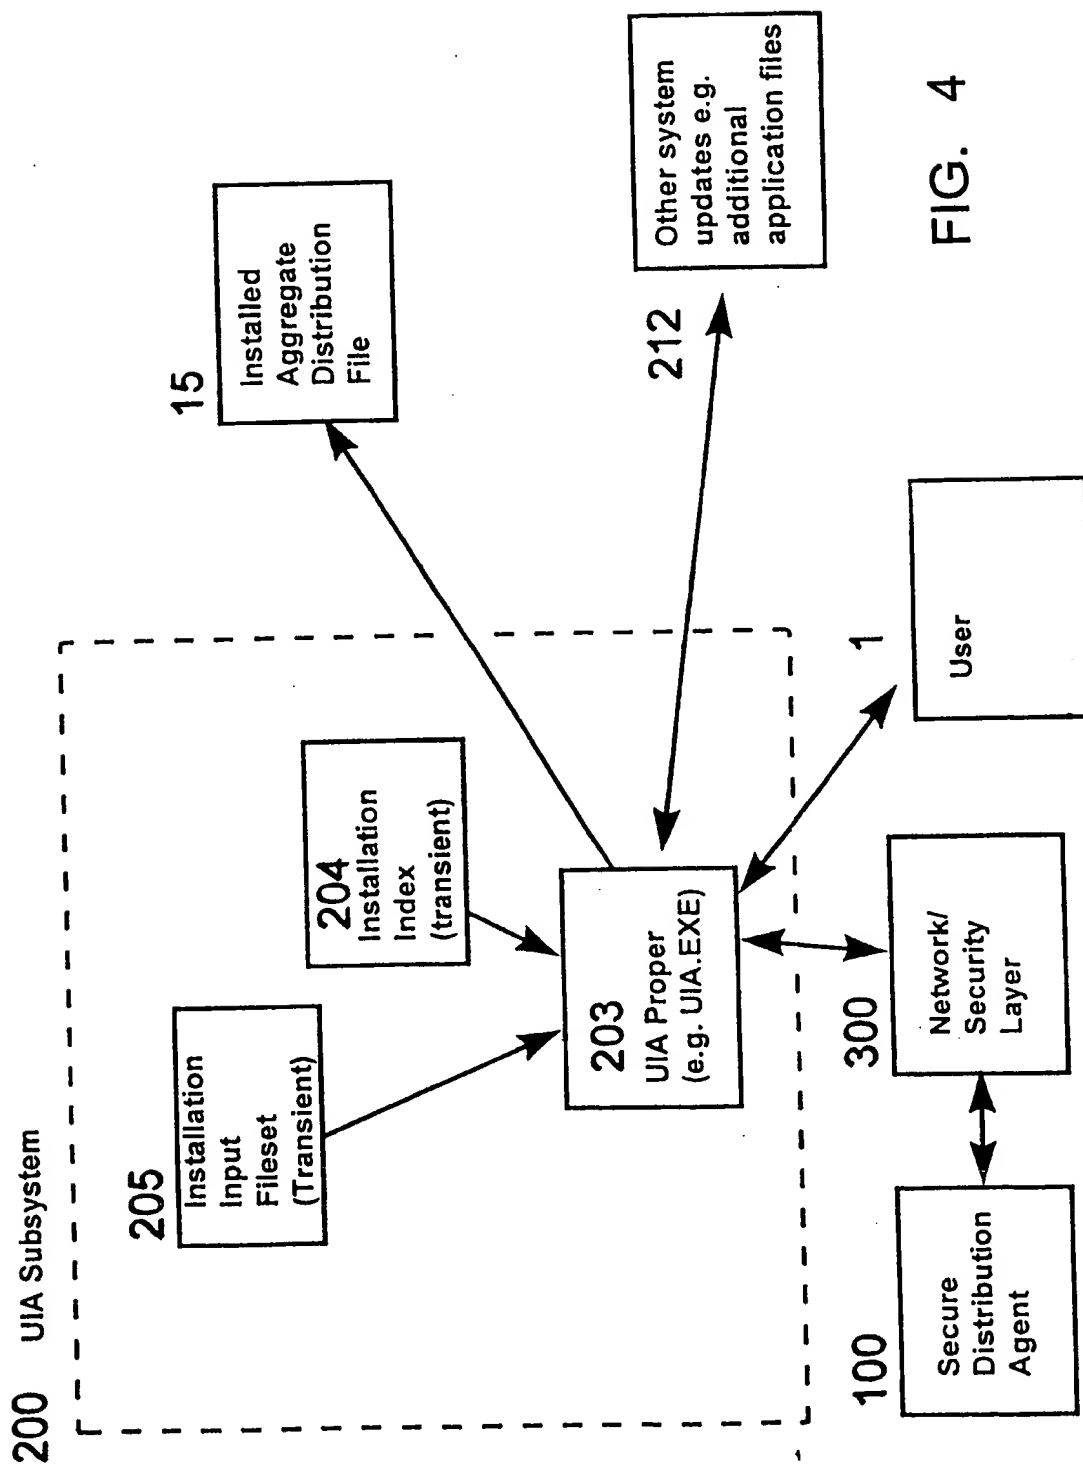 200 UIA Subsystem
205
Installation
Input
Fileset
(Transient)
204
Installation
Index
(transient)
15
Installed
Aggregate
Distribution
File
203
UIA Proper
(e.g. UIA.EXE)
212
Other system
updates e.g.
additional
application files
100
Secure
Distribution
Agent
300
Network/
Security
Layer
1
User
FIG. 4